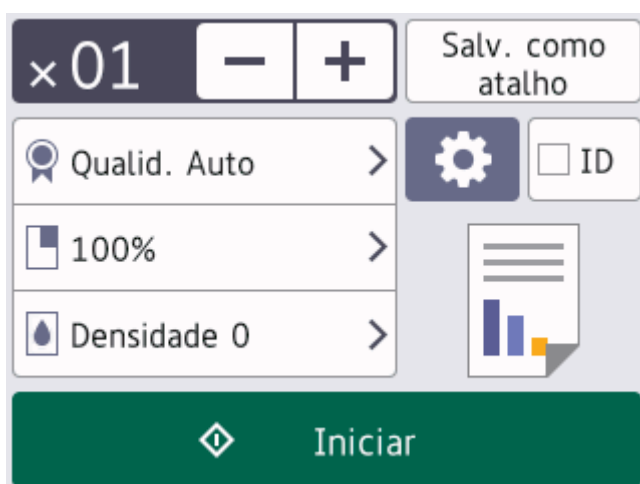 ×01 − +
Salv. como
atalho
Qualid. Auto >
ID
100% >
Densidade 0 >
Iniciar